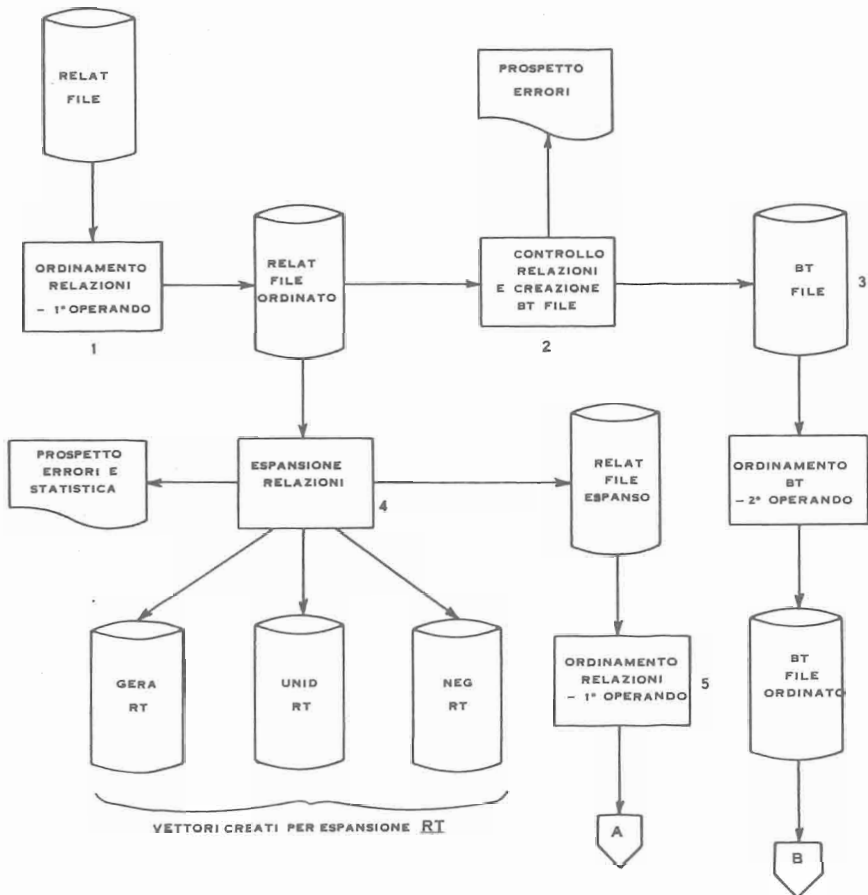 RELAT
FILE
PROSPETTO
ERRORI
ORDINAMENTO
RELAZIONI
– 1° OPERANDO
1
RELAT
FILE
ORDINATO
CONTROLLO
RELAZIONI
E CREAZIONE
BT FILE
2
BT
FILE
3
PROSPETTO
ERRORI E
STATISTICA
ESPANSIONE
RELAZIONI
4
RELAT
FILE
ESPANSO
ORDINAMENTO
BT
– 2° OPERANDO
GERA
RT
UNID
RT
NEG
RT
ORDINAMENTO
RELAZIONI
– 1° OPERANDO
5
BT
FILE
ORDINATO
VETTORI CREATI PER ESPANSIONE RT
A
B